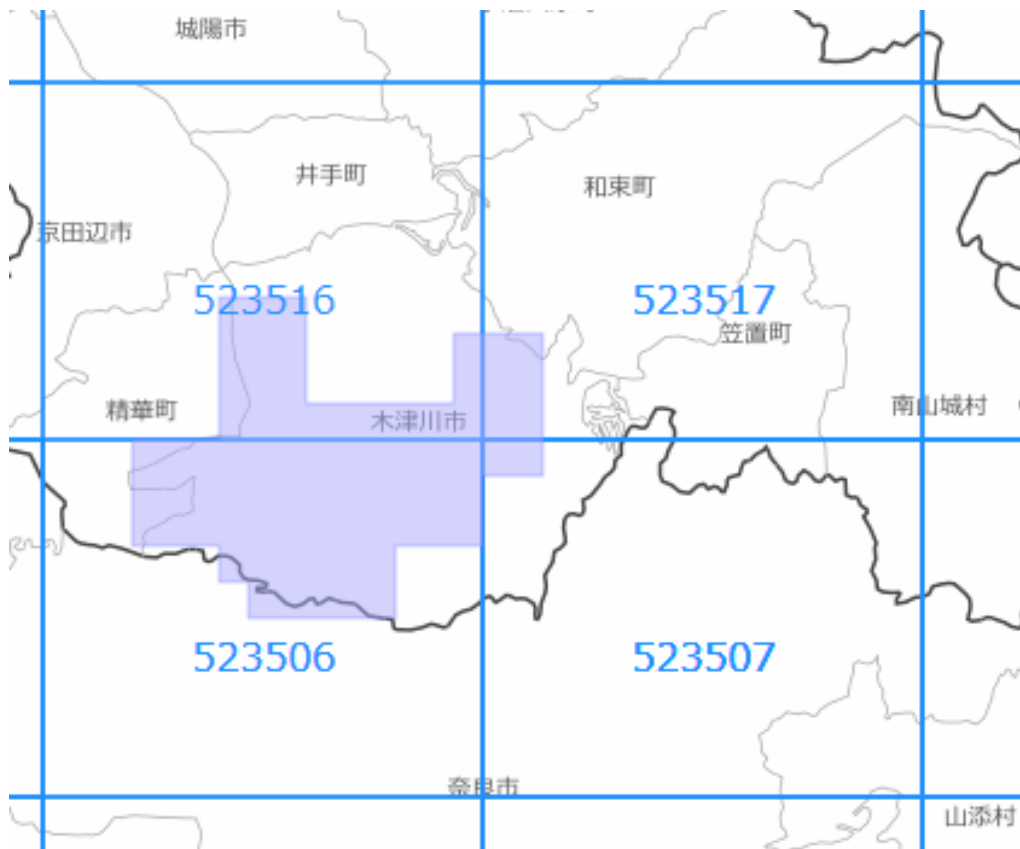 城陽市
井手町
和束町
京田辺市
523516
523517
笠置町
精華町
木津川市
南山城村
523506
523507
奈良市
山添村